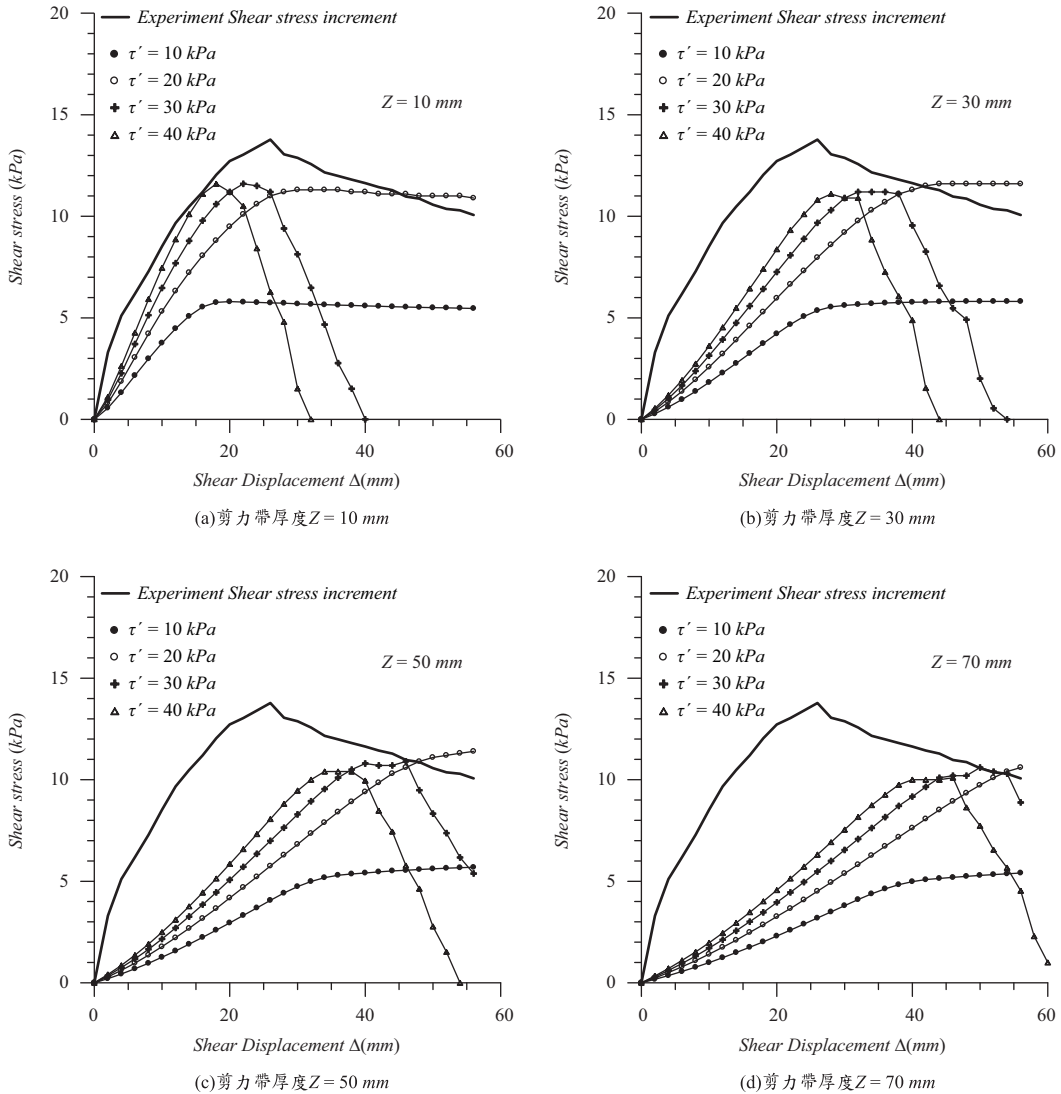 20
15
10
5
0
Shear stress (kPa)
Experiment Shear stress increment
τ´ = 10 kPa
τ´ = 20 kPa
τ´ = 30 kPa
τ´ = 40 kPa
Z = 10 mm
0 20 40 60
Shear Displacement Δ(mm)
(a)剪力帶厚度Z = 10 mm
20
15
10
5
0
Shear stress (kPa)
Experiment Shear stress increment
τ´ = 10 kPa
τ´ = 20 kPa
τ´ = 30 kPa
τ´ = 40 kPa
Z = 30 mm
0 20 40 60
Shear Displacement Δ(mm)
(b)剪力帶厚度Z = 30 mm
20
15
10
5
0
Shear stress (kPa)
Experiment Shear stress increment
τ´ = 10 kPa
τ´ = 20 kPa
τ´ = 30 kPa
τ´ = 40 kPa
Z = 50 mm
0 20 40 60
Shear Displacement Δ(mm)
(c)剪力帶厚度Z = 50 mm
20
15
10
5
0
Shear stress (kPa)
Experiment Shear stress increment
τ´ = 10 kPa
τ´ = 20 kPa
τ´ = 30 kPa
τ´ = 40 kPa
Z = 70 mm
0 20 40 60
Shear Displacement Δ(mm)
(d)剪力帶厚度Z = 70 mm